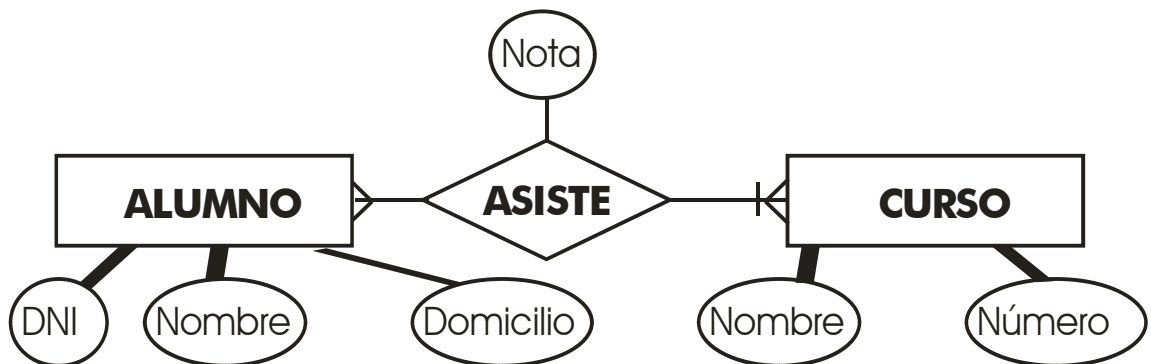 Nota
ALUMNO
ASISTE
CURSO
DNI
Nombre
Domicilio
Nombre
Número